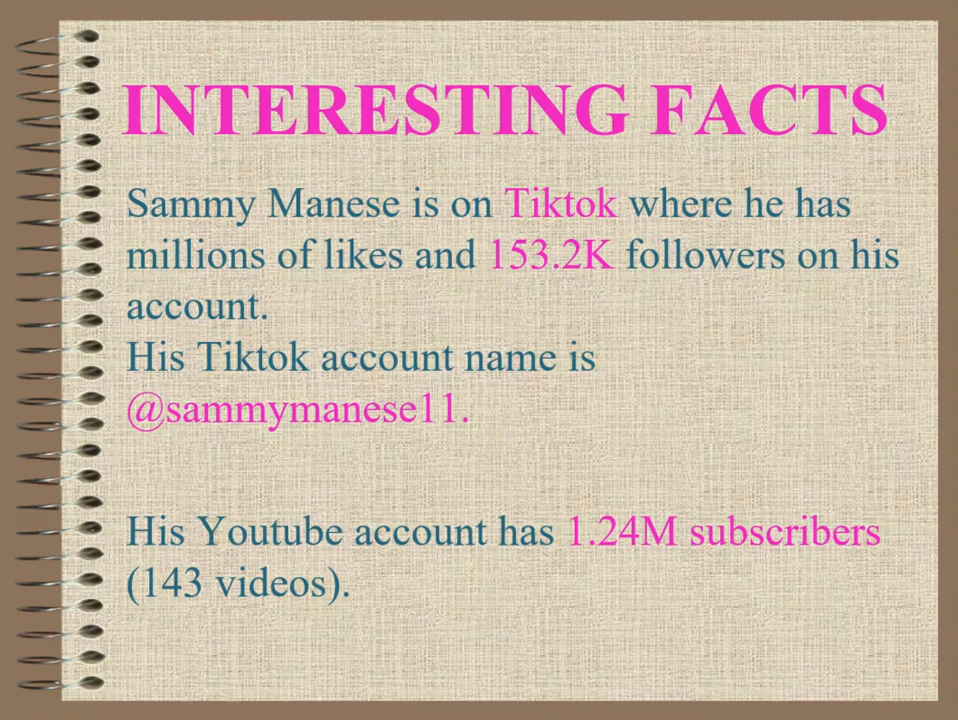 INTERESTING FACTS
Sammy Manese is on Tiktok where he has
millions of likes and 153.2K followers on his
account.
His Tiktok account name is
@sammymanese11.
His Youtube account has 1.24M subscribers
(143 videos).